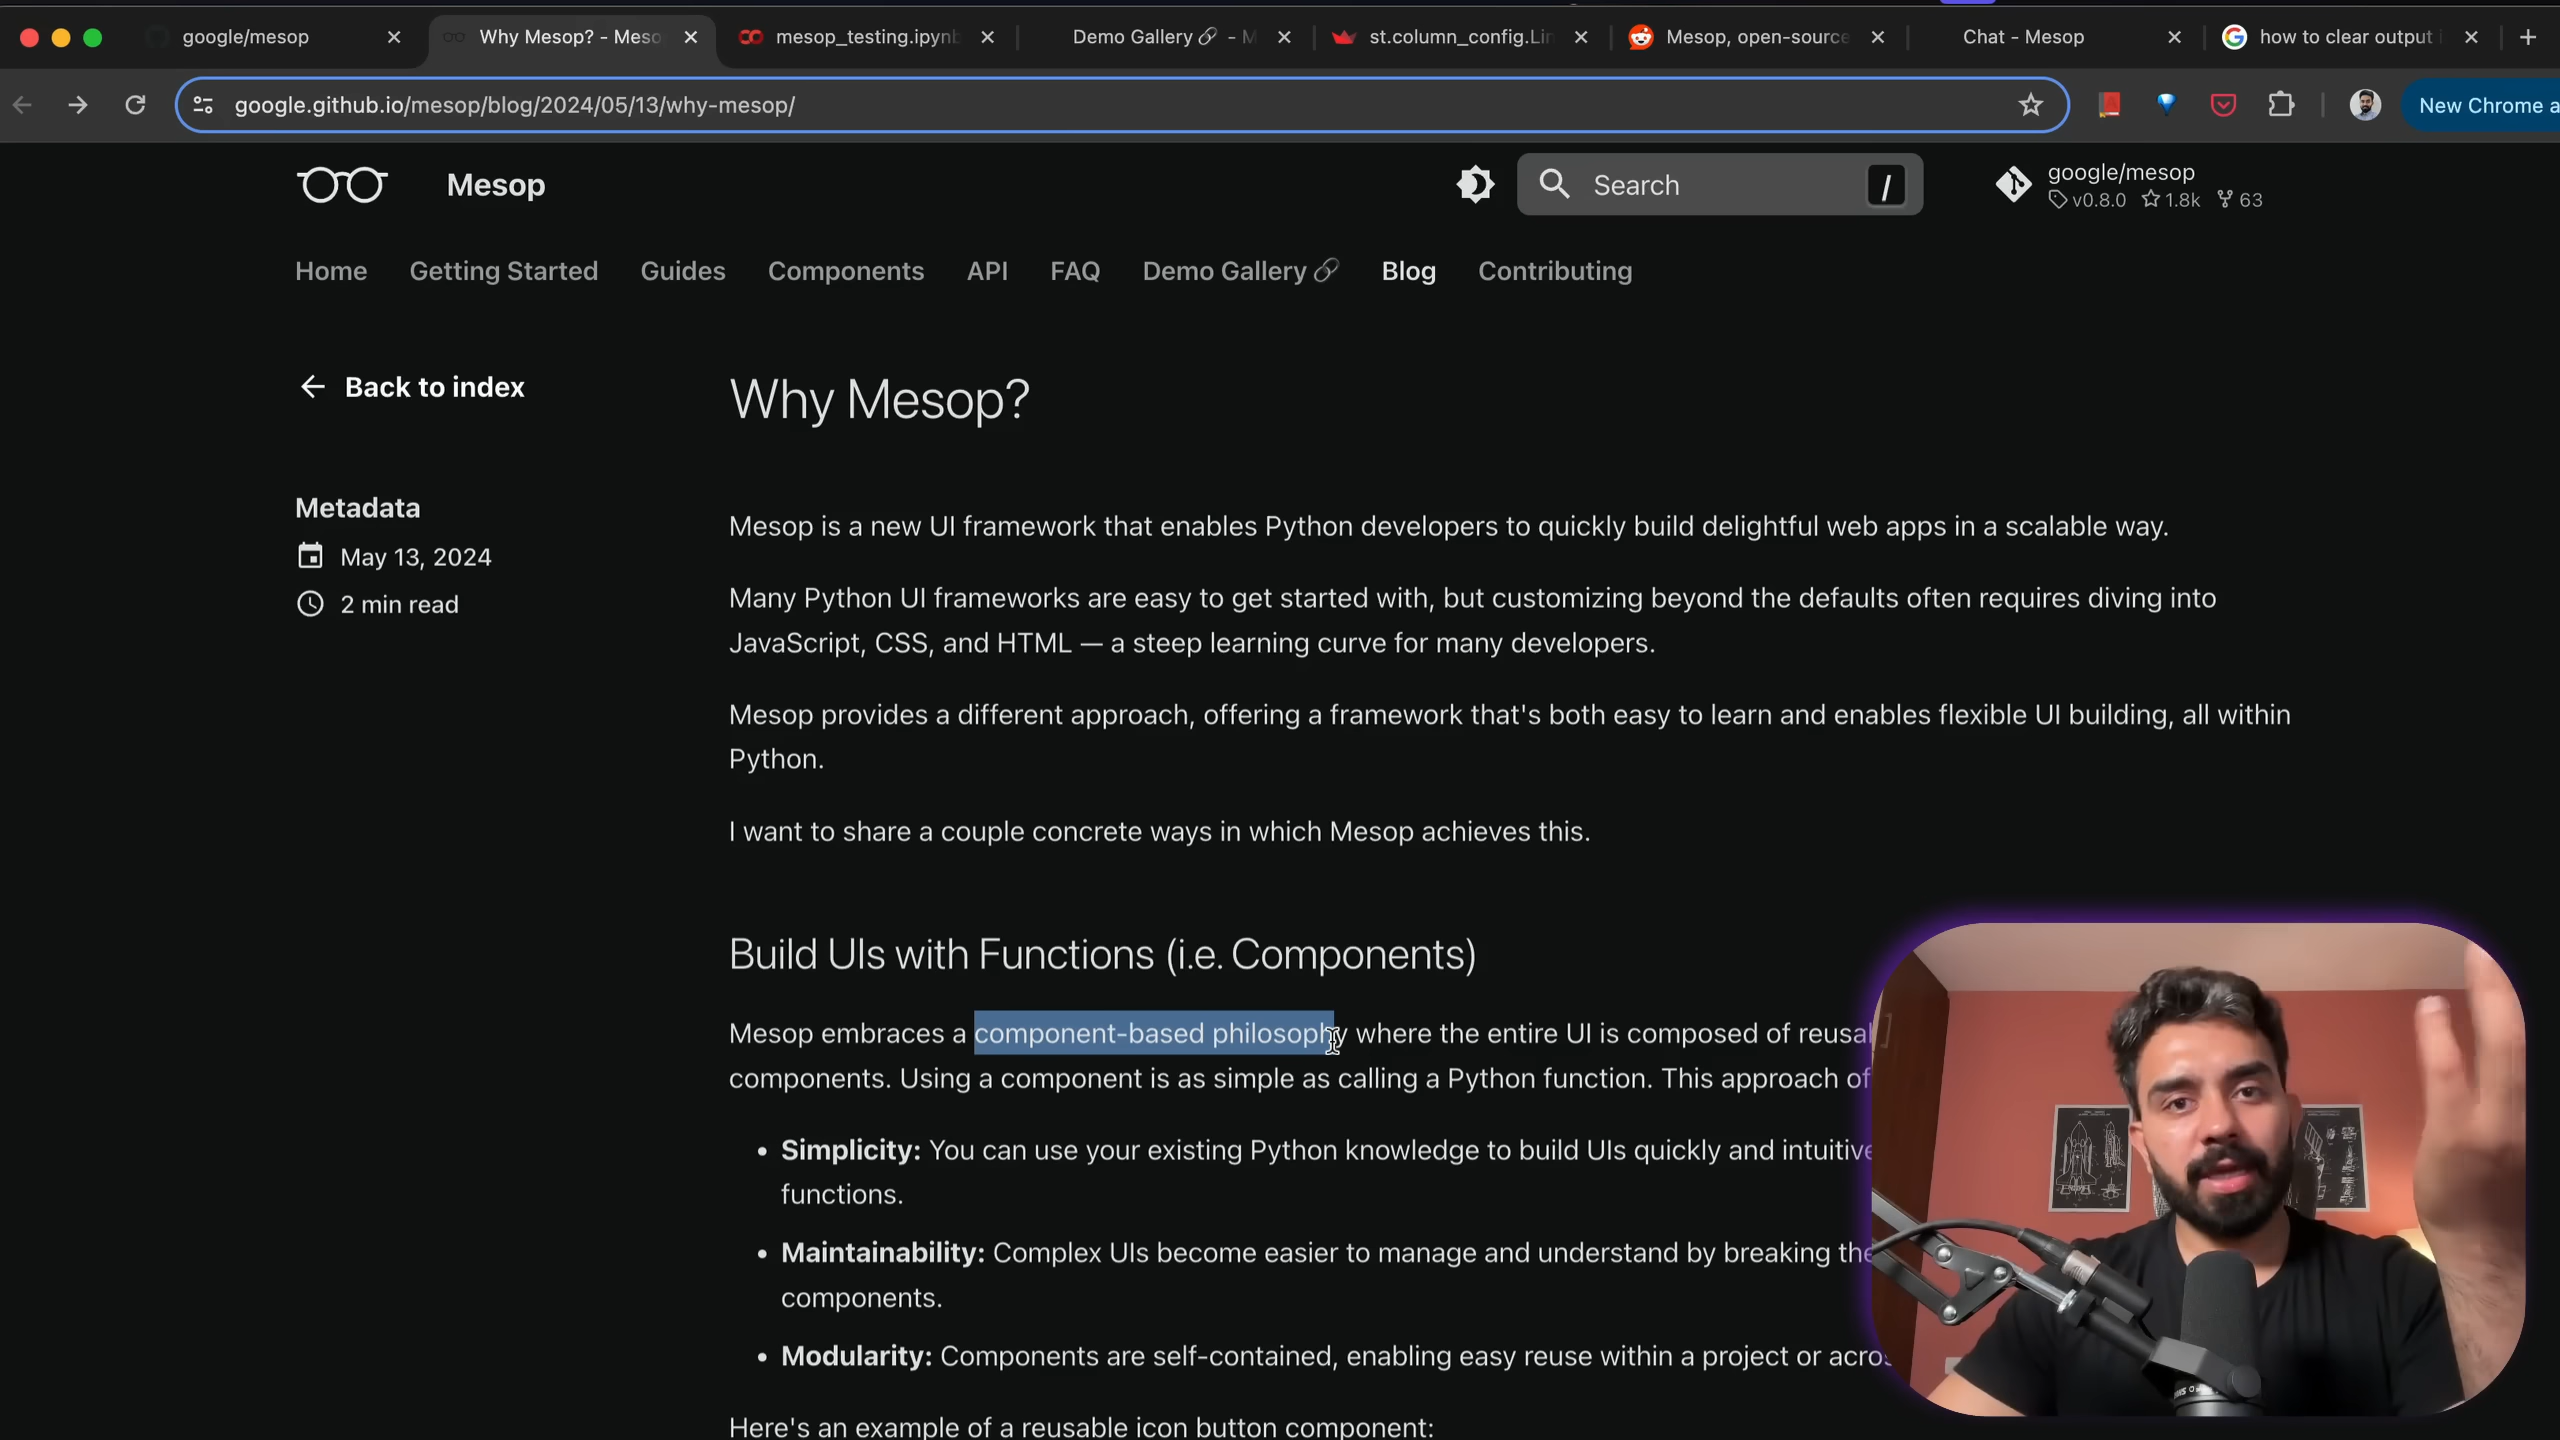 google/mesop
Why Mesop? - Meso
mesop_testing.ipynb
Demo Gallery - M
st.column_config.Lin
Mesop, open-source
Chat - Mesop
how to clear output i
google.github.io/mesop/blog/2024/05/13/why-mesop/
New Chrome a
Mesop
Search
/
google/mesop
v0.8.0 1.8k 63
Home Getting Started Guides Components API FAQ Demo Gallery Blog Contributing
Back to index
Metadata
May 13, 2024
2 min read
Why Mesop?
Mesop is a new UI framework that enables Python developers to quickly build delightful web apps in a scalable way.
Many Python UI frameworks are easy to get started with, but customizing beyond the defaults often requires diving into
JavaScript, CSS, and HTML — a steep learning curve for many developers.
Mesop provides a different approach, offering a framework that's both easy to learn and enables flexible UI building, all within
Python.
I want to share a couple concrete ways in which Mesop achieves this.
Build UIs with Functions (i.e. Components)
Mesop embraces a component-based philosophy where the entire UI is composed of reusa
components. Using a component is as simple as calling a Python function. This approach of
• Simplicity: You can use your existing Python knowledge to build UIs quickly and intuitive
functions.
• Maintainability: Complex UIs become easier to manage and understand by breaking the
components.
• Modularity: Components are self-contained, enabling easy reuse within a project or acros
Here's an example of a reusable icon button component: